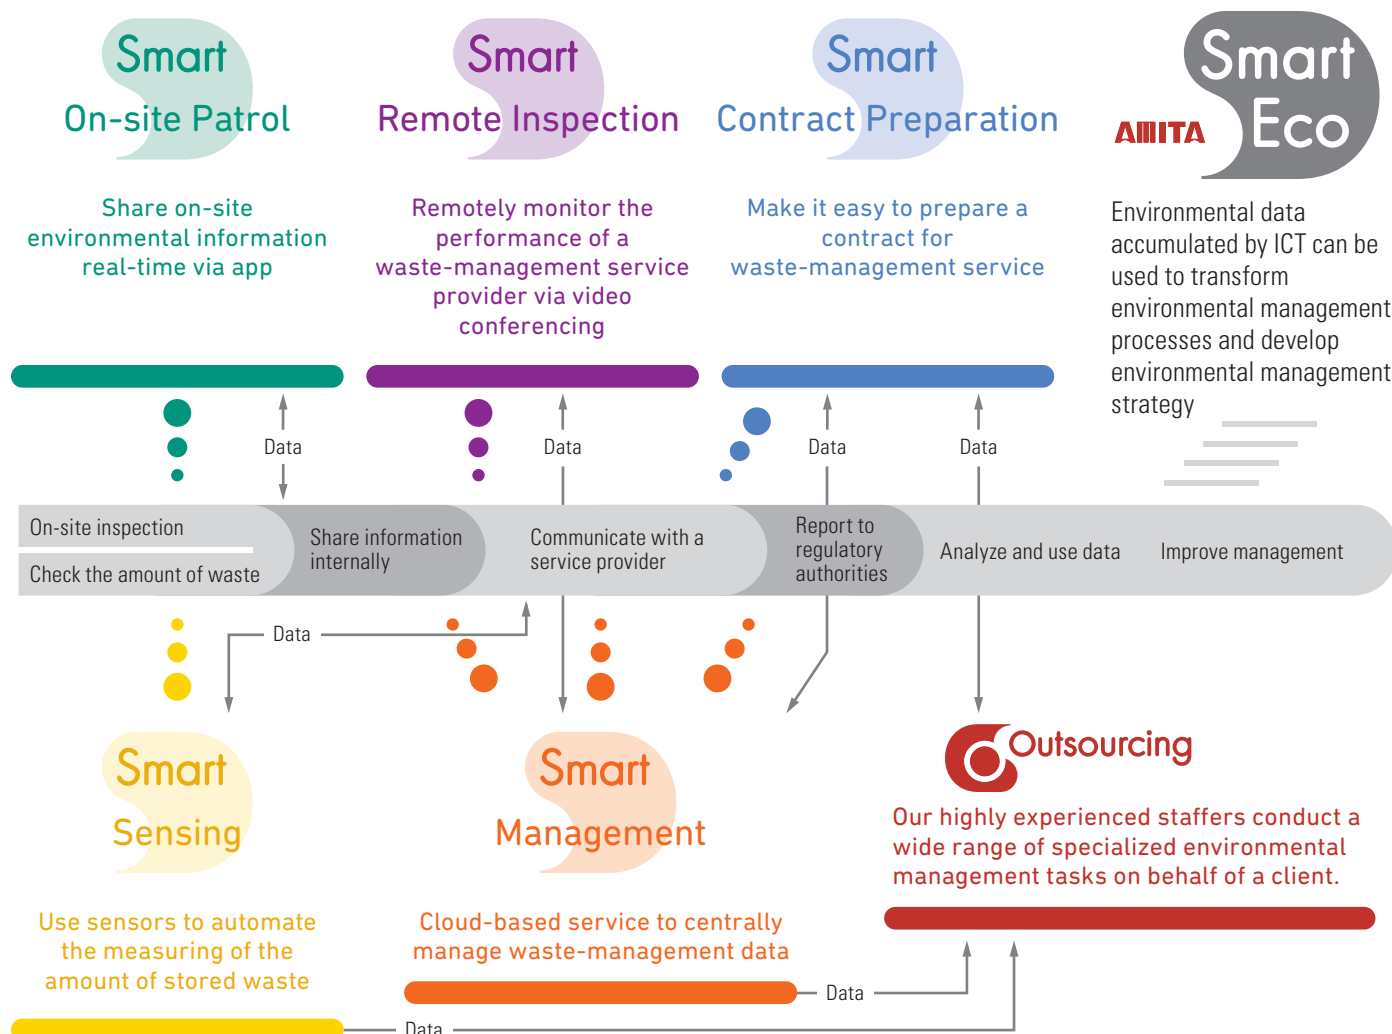 Smart
On-site Patrol
Share on-site
environmental information
real-time via app
Smart
Remote Inspection
Remotely monitor the
performance of a
waste-management service
provider via video
conferencing
Smart
Contract Preparation
Make it easy to prepare a
contract for
waste-management service
AMITA
Smart
Eco
Environmental data
accumulated by ICT can be
used to transform
environmental management
processes and develop
environmental management
strategy
Data
Data
Data
Data
On-site inspection
Check the amount of waste
Share information
internally
Communicate with a
service provider
Report to
regulatory
authorities
Analyze and use data
Improve management
Data
Smart
Sensing
Use sensors to automate
the measuring of the
amount of stored waste
Smart
Management
Cloud-based service to centrally
manage waste-management data
Outsourcing
Our highly experienced staffers conduct a
wide range of specialized environmental
management tasks on behalf of a client.
Data
Data